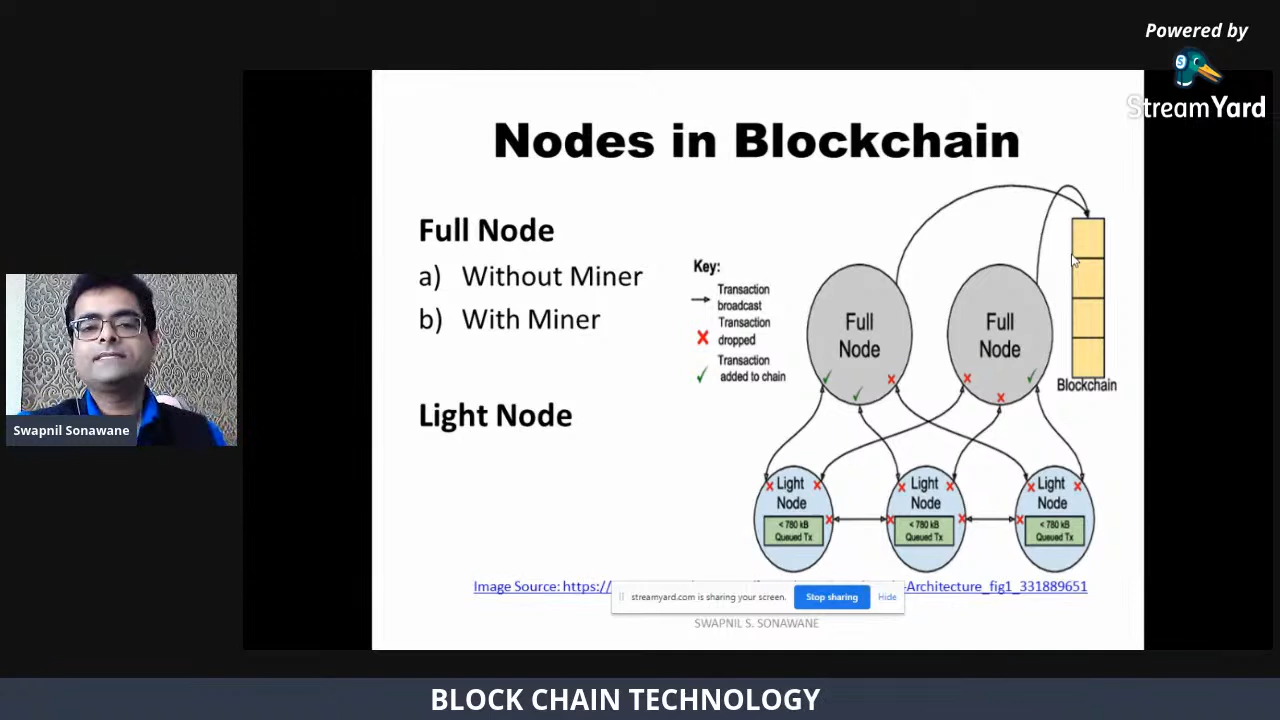 Powered by
StreamYard
Nodes in Blockchain
Full Node
a) Without Miner
b) With Miner
Light Node
Key:
Transaction
broadcast
Transaction
dropped
Transaction
added to chain
Full
Node
Full
Node
Blockchain
Light
Node
< 780 kB
Queued Tx
Light
Node
< 780 kB
Queued Tx
Light
Node
< 780 kB
Queued Tx
Image Source: https://
-Architecture_fig1_331889651
streamyard.com is sharing your screen.
Stop sharing
Hide
SWAPNIL S. SONAWANE
Swapnil Sonawane
BLOCK CHAIN TECHNOLOGY